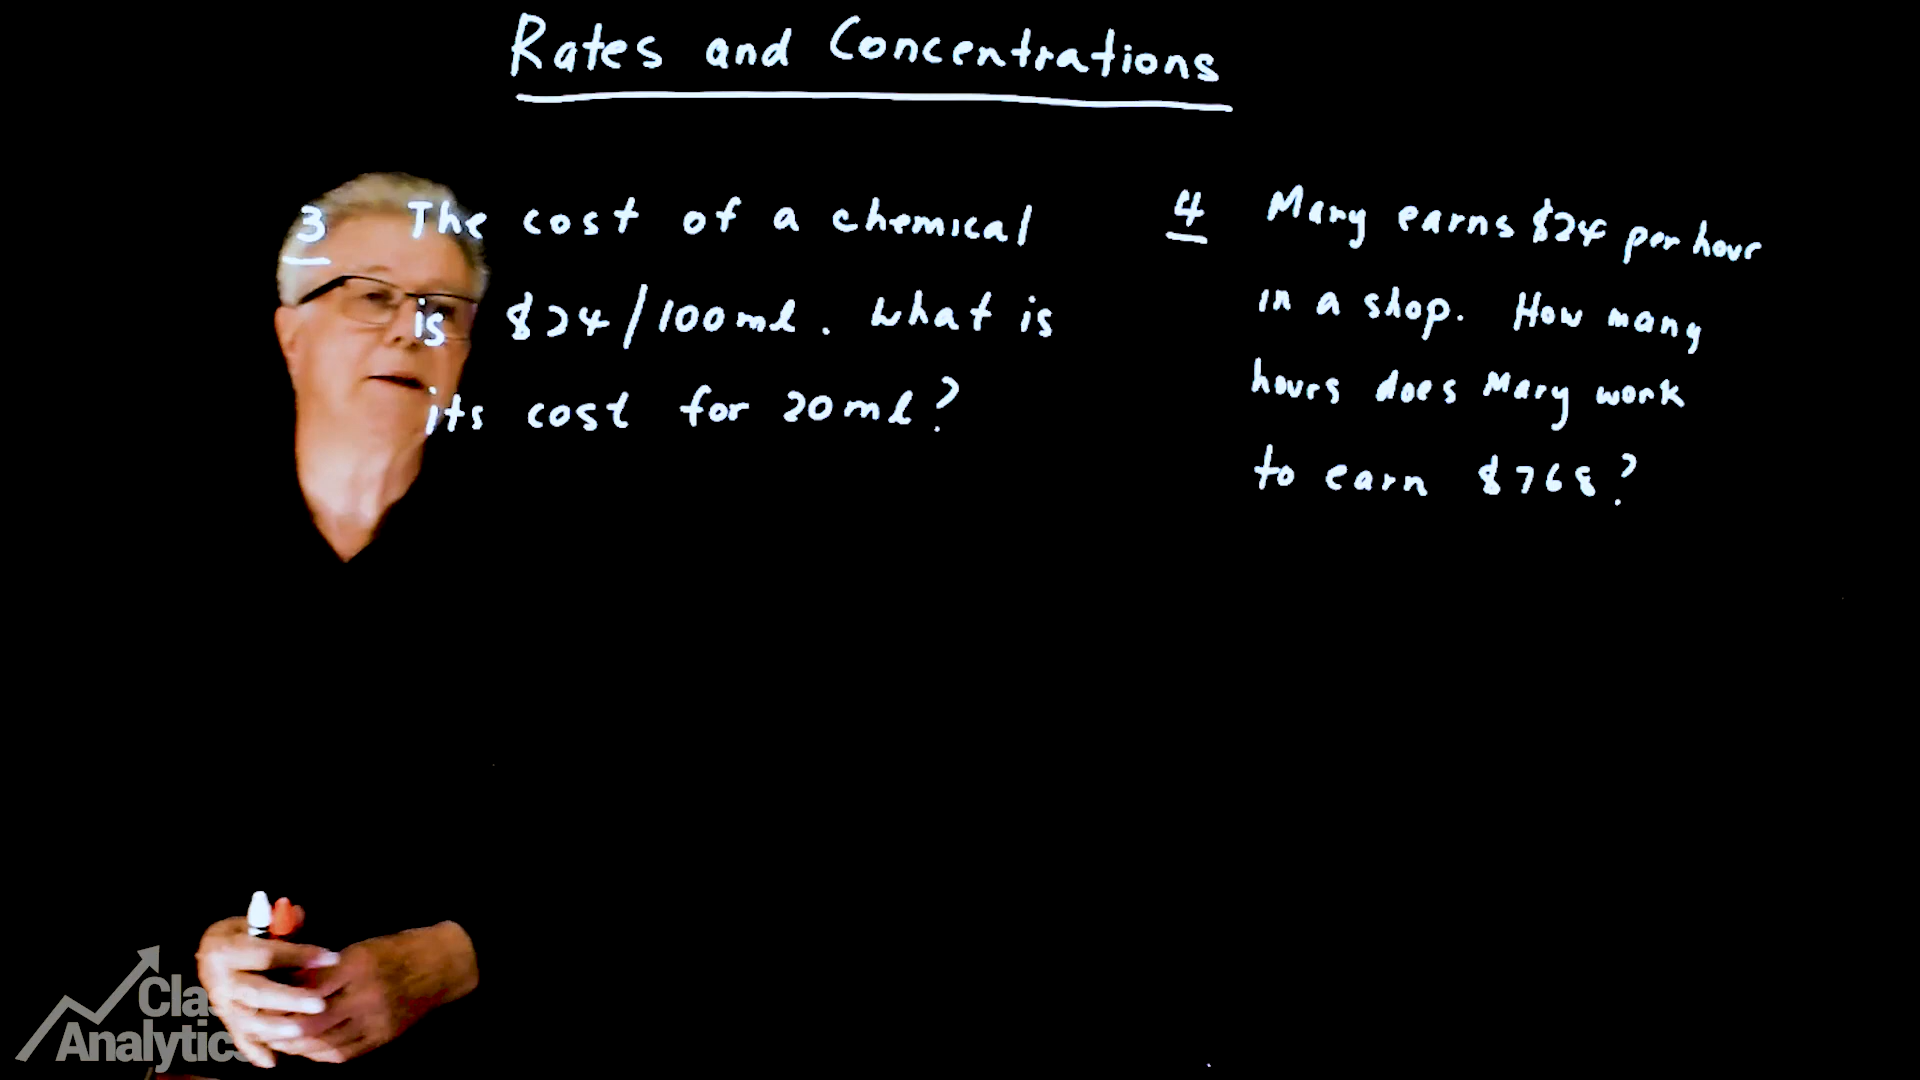 Rates and Concentrations
3 The cost of a chemical
is $24/100ml. What is
its cost for 20ml?
4 Mary earns $24 per hour
in a shop. How many
hours does Mary work
to earn $768?
Class
Analytics